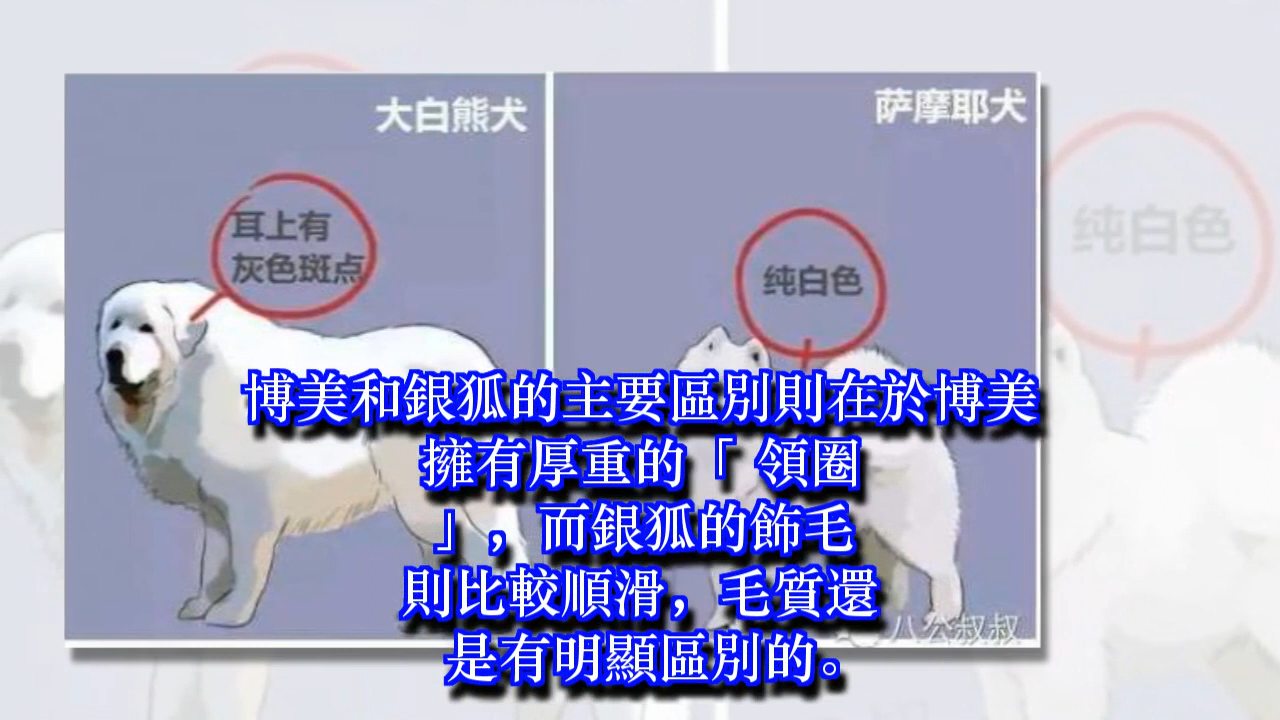 大白熊犬
萨摩耶犬
耳上有
灰色斑点
纯白色
纯白色
博美和銀狐的主要區別則在於博美
擁有厚重的「 領圈
」，而銀狐的飾毛
則比較順滑，毛質還
是有明顯區別的。
八公叔叔